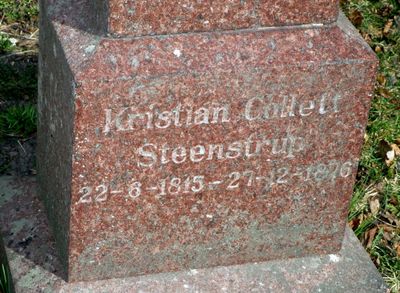 Kristian Collett
Steenstrup
22-6-1815-27-12-1876